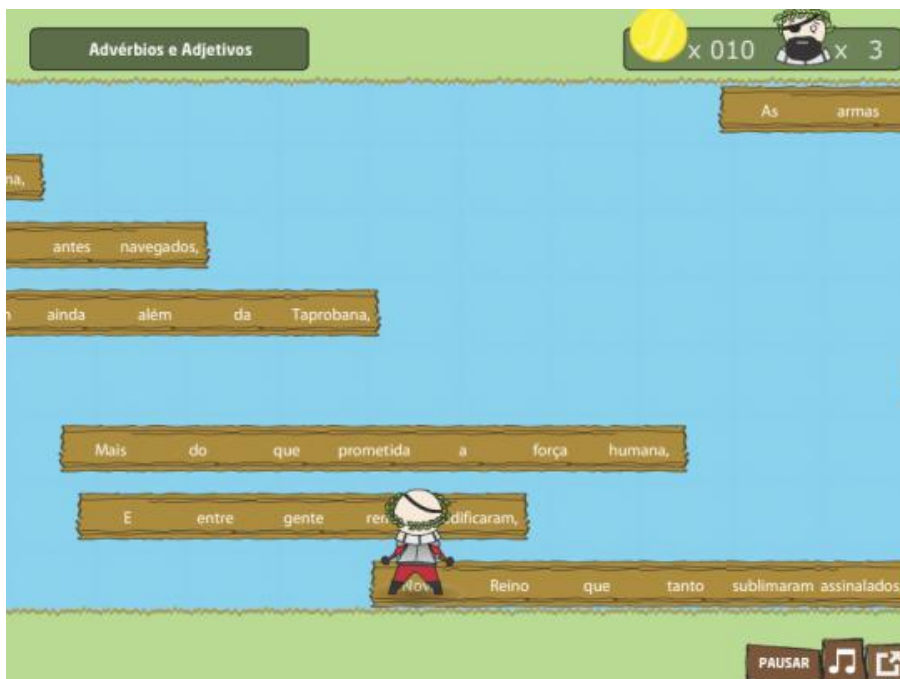 Advérbios e Adjetivos
x 010 x 3
As armas
na,
antes navegados,
ainda além da Taprobana,
Mais do que prometida a força humana,
E entre gente dificaram,
Nov Reino que tanto sublimaram assinalados
PAUSAR